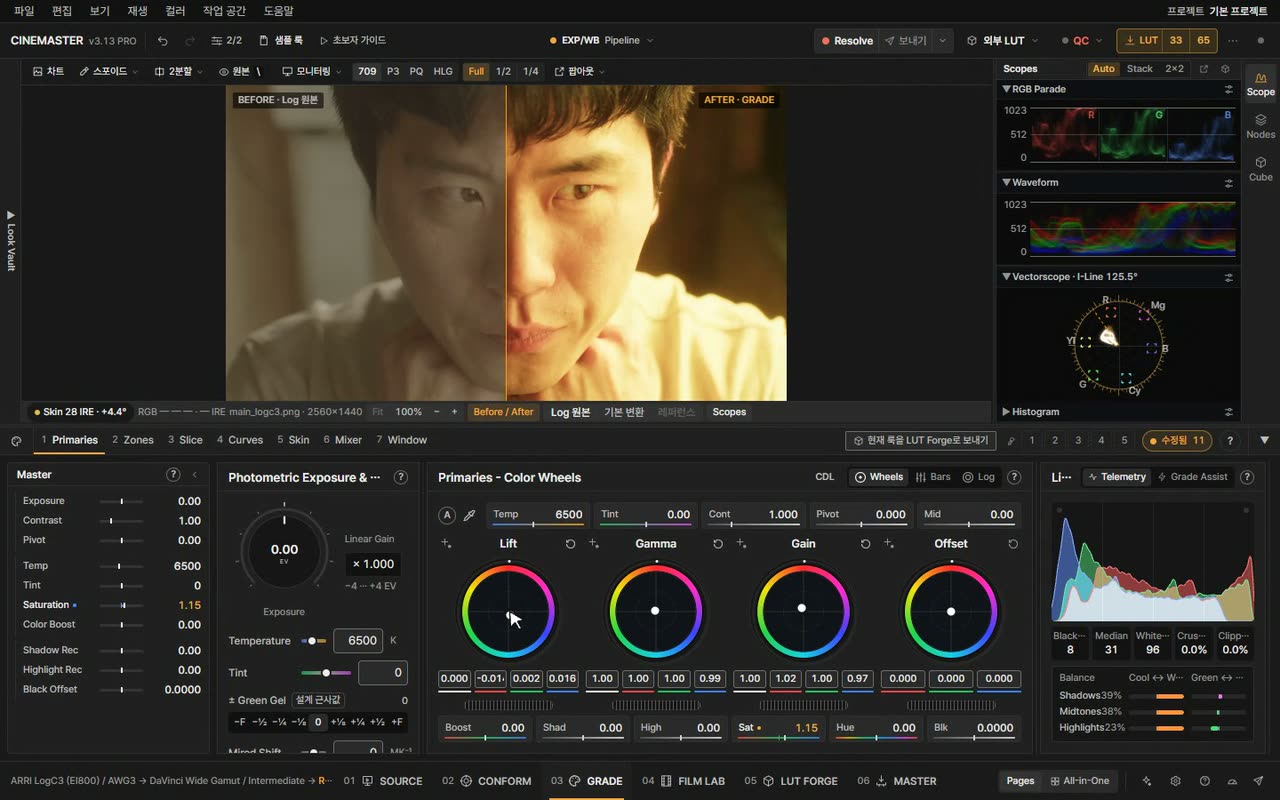 파일 편집 보기 재생 컬러 작업 공간 도움말 프로젝트 기본 프로젝트
CINEMASTER v3.13 PRO 2/2 샘플 룩 초보자 가이드 EXP/WB Pipeline Resolve 보내기 외부 LUT QC LUT 33 65
차트 스포이드 2분할 원본 모니터링 709 P3 PQ HLG Full 1/2 1/4 팝아웃
BEFORE · Log 원본 AFTER · GRADE
Look Vault
Skin 28 IRE · +4.4° RGB — — — · — IRE main_logc3.png · 2560×1440 Fit 100% − + Before / After Log 원본 기본 변환 레퍼런스 Scopes
Scopes Auto Stack 2×2
RGB Parade
1023 R G B
512
0
Waveform
1023
512
0
Vectorscope · I-Line 125.5°
R Mg
Yl B
G Cy
Histogram
Scope
Nodes
Cube
1 Primaries 2 Zones 3 Slice 4 Curves 5 Skin 6 Mixer 7 Window 현재 룩을 LUT Forge로 보내기 1 2 3 4 5 수정됨 11 ?
Master ?
Exposure 0.00
Contrast 1.00
Pivot 0.00
Temp 6500
Tint 0
Saturation 1.15
Color Boost 0.00
Shadow Rec 0.00
Highlight Rec 0.00
Black Offset 0.0000
Photometric Exposure & ··· ?
0.00
EV
Linear Gain
× 1.000
−4 ··· +4 EV
Exposure
Temperature 6500 K
Tint 0
± Green Gel 설계 근사값 0
−F −½ −¼ −⅛ 0 +⅛ +¼ +½ +F
Mired Shift 0 MK⁻¹
Primaries - Color Wheels CDL Wheels Bars Log ?
A Temp 6500 Tint 0.00 Cont 1.000 Pivot 0.000 Mid 0.00
Lift Gamma Gain Offset
0.000 -0.01 0.002 0.016 1.00 1.00 1.00 0.99 1.00 1.02 1.00 0.97 0.000 0.000 0.000
Boost 0.00 Shad 0.00 High 0.00 Sat 1.15 Hue 0.00 Blk 0.0000
Li··· Telemetry Grade Assist ?
Black··· Median White··· Crus··· Clipp···
8 31 96 0.0% 0.0%
Balance Cool ↔ W··· Green ↔ ···
Shadows 39%
Midtones 38%
Highlights 23%
ARRI LogC3 (EI800) / AWG3 → DaVinci Wide Gamut / Intermediate → R··· 01 SOURCE 02 CONFORM 03 GRADE 04 FILM LAB 05 LUT FORGE 06 MASTER Pages All-in-One